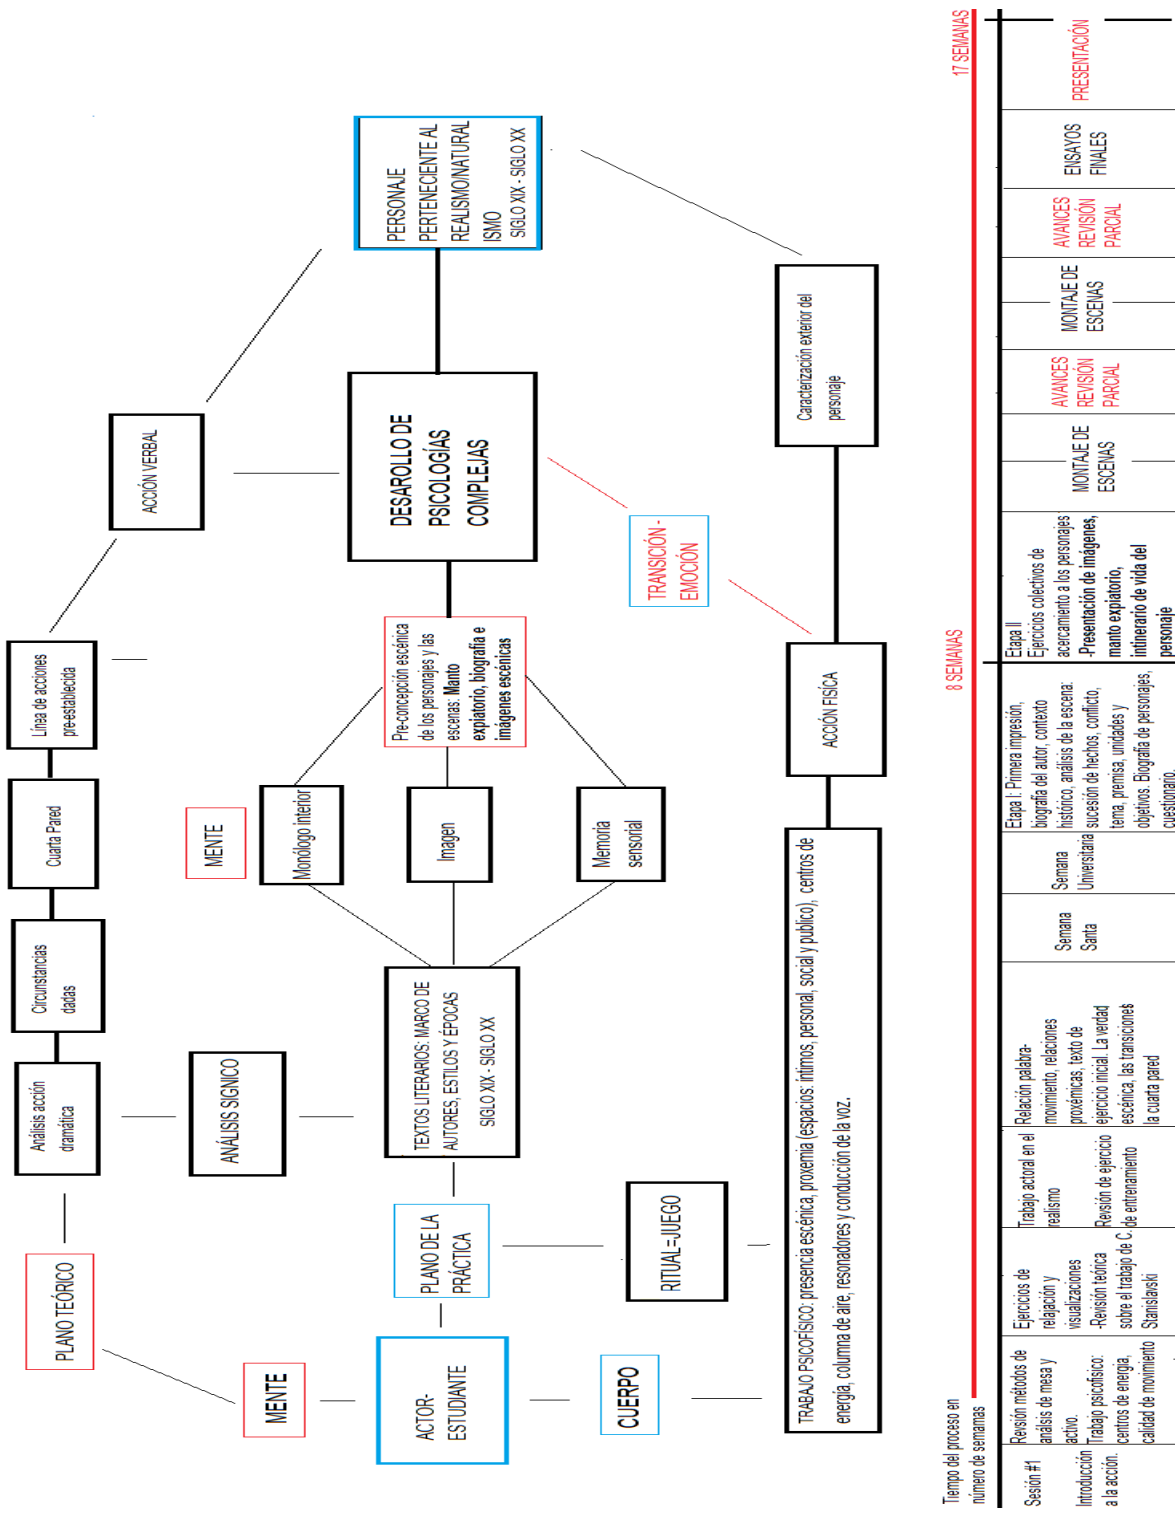 PLANO TEÓRICO
Análisis acción
dramática
Circunstancias
dadas
Cuarta Pared
Línea de acciones
pre-establecida
MENTE
ANÁLISIS SIGNICO
MENTE
ACCIÓN VERBAL
ACTOR-
ESTUDIANTE
PLANO DE LA
PRÁCTICA
TEXTOS LITERARIOS: MARCO DE
AUTORES, ESTILOS Y ÉPOCAS
SIGLO XIX - SIGLO XX
Monólogo interior
Imagen
Memoria
sensorial
Pre-concepción escénica
de los personajes y las
escenas: Manto
expiatorio, biografía e
imágenes escénicas
DESAROLLO DE
PSICOLOGÍAS
COMPLEJAS
PERSONAJE
PERTENECIENTE AL
REALISMO/NATURAL
ISMO
SIGLO XIX - SIGLO XX
CUERPO
RITUAL=JUEGO
TRANSICIÓN -
EMOCIÓN
TRABAJO PSICOFÍSICO: presencia escénica, proxemia (espacios: íntimos, personal, social y publico), centros de
energía, columna de aire, resonadores y conducción de la voz.
ACCIÓN FISÍCA
Caracterización exterior del
personaje
Tiempo del proceso en
número de semamas
8 SEMANAS
17 SEMANAS
Sesión #1
Introducción
a la acción.
Revsión métodos de
análsis de mesa y
activo.
Trabajo psicofisico:
centros de energia,
calidad de movimiento
Ejercicios de
relajación y
visualizaciones
-Revisión teórica
sobre el trabajo de C.
Stanislavski
Trabajo actoral en el
realismo
Revsión de ejercicio
de entrenamiento
Relación palabra-
movimiento, relaciones
proxémicas, texto de
ejercicio inicial. La verdad
escénica, las transiciones
la cuarta pared
Semana
Santa
Semana
Universitaria
Etapa I: Primera impresión,
biografía del autor, contexto
histórico, análisis de la escena:
sucesión de hechos, conflicto,
tema, premisa, unidades y
objetivos. Biografía de personajes,
cuestionario.
Etapa II
Ejercicios colectivos de
acercamiento a los personajes
-Presentación de imágenes,
manto expiatorio,
intinerario de vida del
personaje
MONTAJE DE
ESCENAS
AVANCES
REVISIÓN
PARCIAL
MONTAJE DE
ESCENAS
AVANCES
REVISIÓN
PARCIAL
ENSAYOS
FINALES
PRESENTACIÓN